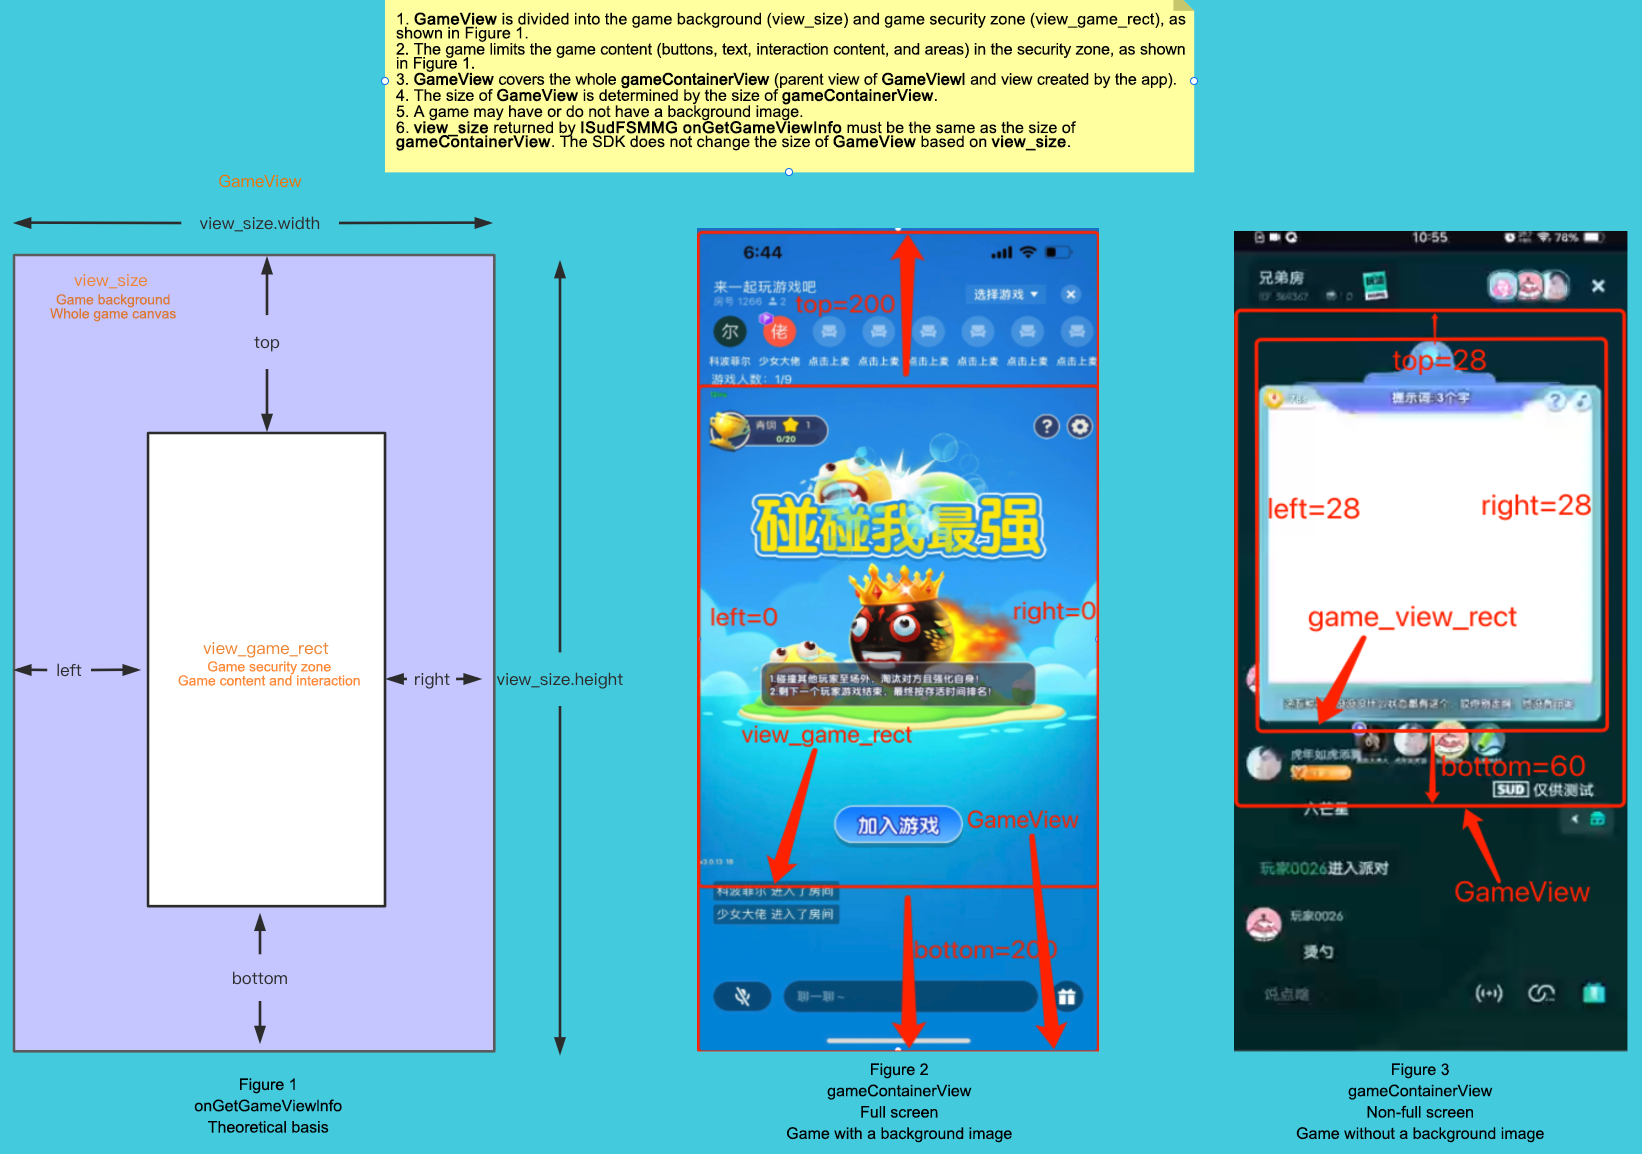 1. GameView is divided into the game background (view_size) and game security zone (view_game_rect), as
shown in Figure 1.
2. The game limits the game content (buttons, text, interaction content, and areas) in the security zone, as shown
in Figure 1.
3. GameView covers the whole gameContainerView (parent view of GameViewl and view created by the app).
4. The size of GameView is determined by the size of gameContainerView.
5. A game may have or do not have a background image.
6. view_size returned by ISudFSMMG onGetGameViewInfo must be the same as the size of
gameContainerView. The SDK does not change the size of GameView based on view_size.
GameView
view_size.width
view_size
Game background
Whole game canvas
top
view_game_rect
Game security zone
Game content and interaction
left
right
view_size.height
bottom
Figure 1
onGetGameViewInfo
Theoretical basis
6:44
来一起玩游戏吧
房号 1266 2
选择游戏
top=200
尔
佬
科波菲尔 少女大佬 点击上麦 点击上麦 点击上麦 点击上麦 点击上麦 点击上麦
游戏人数：1/9
青铜 1
0/20
?
碰碰我最强
left=0
right=0
1.碰撞其他玩家至场外，淘汰对方且强化自身！
2.剩下一个玩家游戏结束，最终按存活时间排名！
view_game_rect
加入游戏
GameView
科波菲尔 进入了房间
少女大佬 进入了房间
bottom=200
聊一聊~
Figure 2
gameContainerView
Full screen
Game with a background image
10:55
78%
兄弟房
top=28
提示词:3个字
?
left=28
right=28
game_view_rect
bottom=60
SUD 仅供测试
六芒星
玩家0026进入派对
GameView
玩家0026
烫勺
说点啥
Figure 3
gameContainerView
Non-full screen
Game without a background image